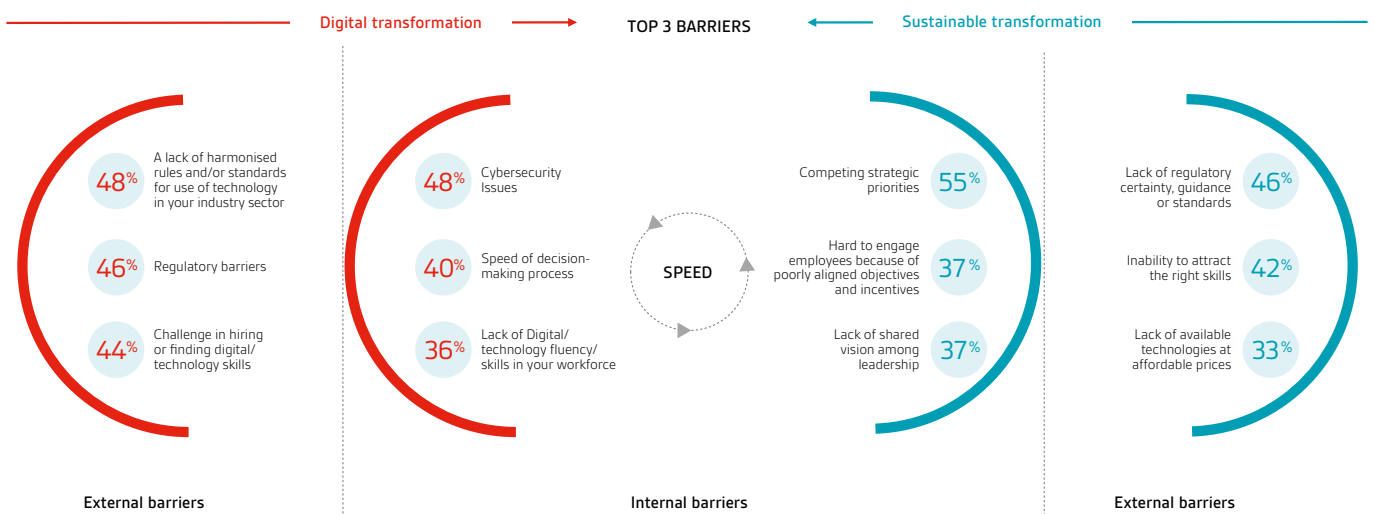 Digital transformation
TOP 3 BARRIERS
Sustainable transformation
48%
A lack of harmonised
rules and/or standards
for use of technology
in your industry sector
46%
Regulatory barriers
44%
Challenge in hiring
or finding digital/
technology skills
External barriers
48%
Cybersecurity
Issues
40%
Speed of decision-
making process
36%
Lack of Digital/
technology fluency/
skills in your workforce
SPEED
Competing strategic
priorities
55%
Hard to engage
employees because of
poorly aligned objectives
and incentives
37%
Lack of shared
vision among
leadership
37%
Internal barriers
Lack of regulatory
certainty, guidance
or standards
46%
Inability to attract
the right skills
42%
Lack of available
technologies at
affordable prices
33%
External barriers